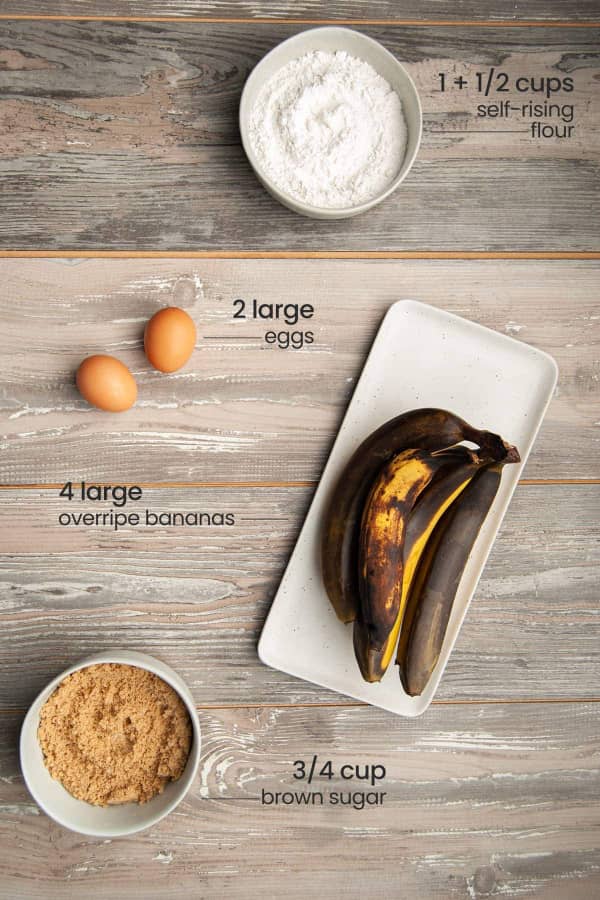 1 + 1/2 cups
self-rising
flour
2 large
eggs
4 large
overripe bananas
3/4 cup
brown sugar